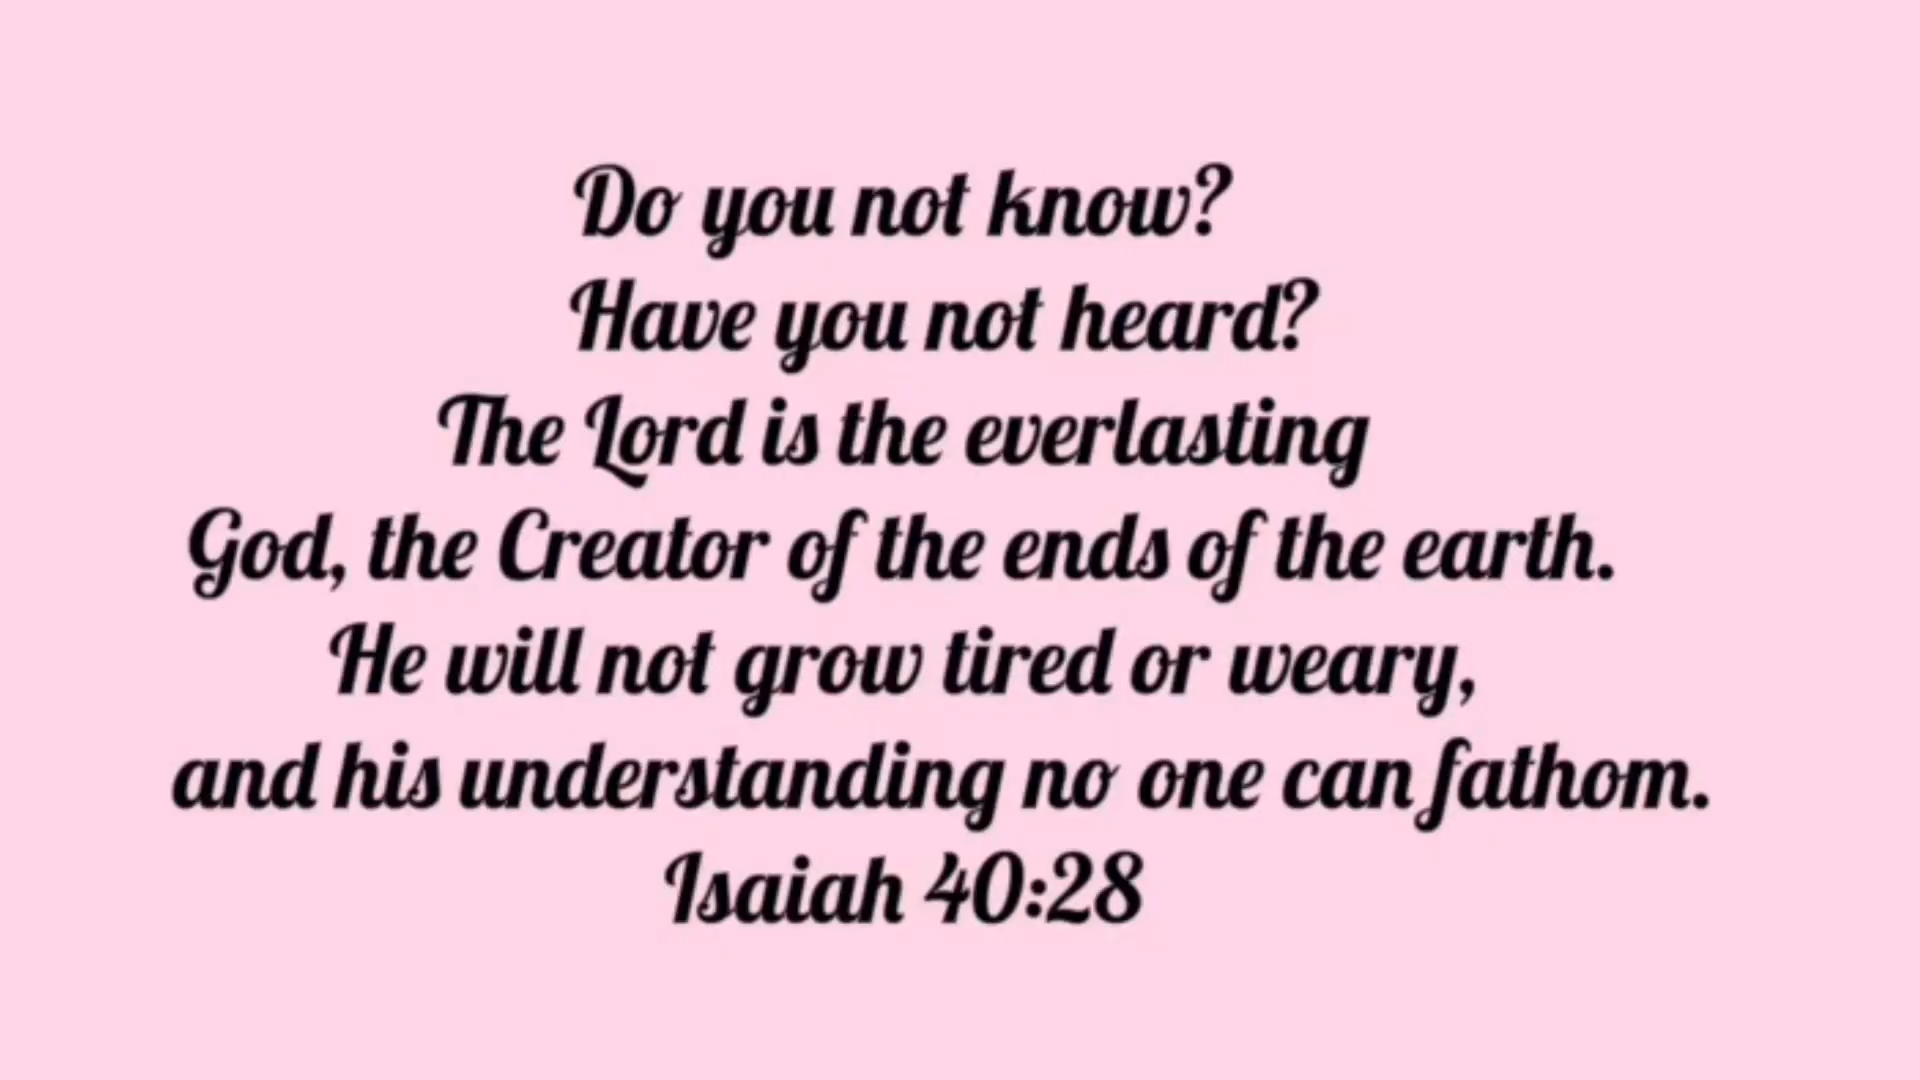 Do you not know?
Have you not heard?
The Lord is the everlasting
God, the Creator of the ends of the earth.
He will not grow tired or weary,
and his understanding no one can fathom.
Isaiah 40:28